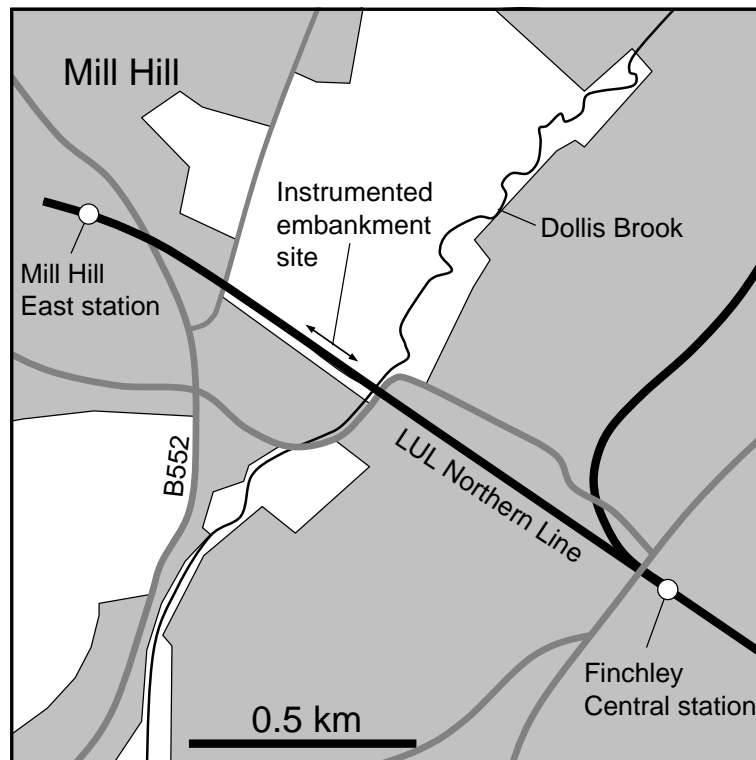 Mill Hill
Instrumented
embankment
site
Dollis Brook
Mill Hill
East station
B552
LUL Northern Line
Finchley
Central station
0.5 km